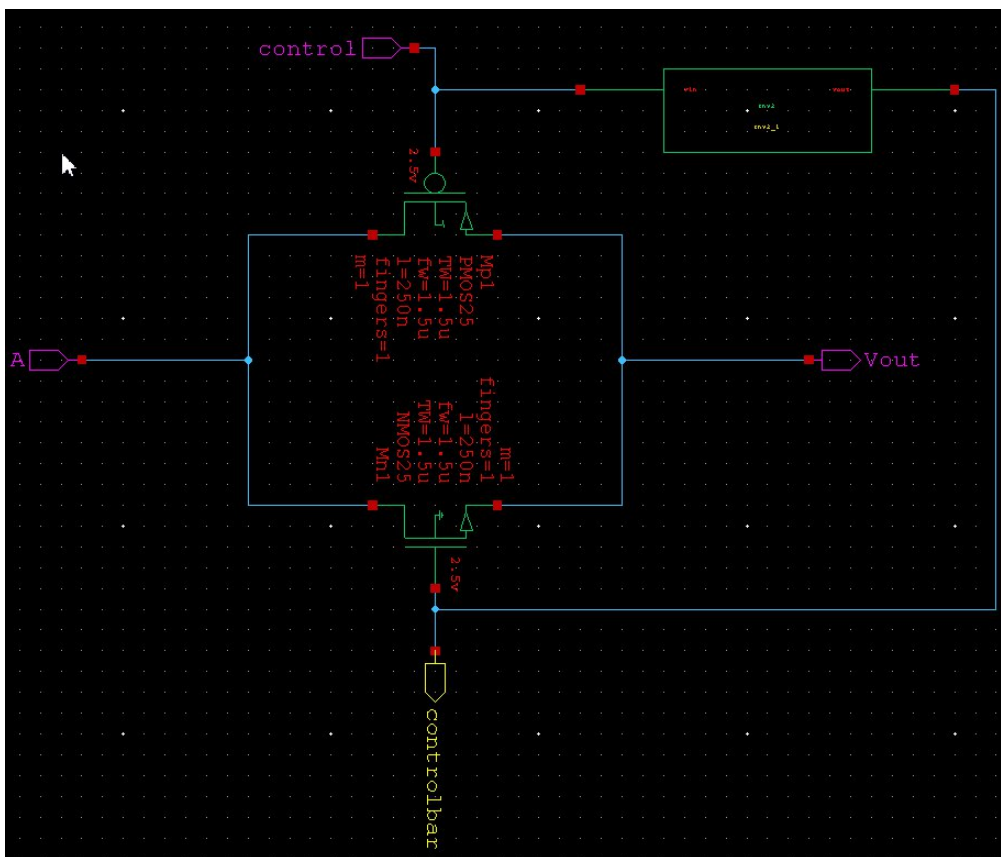 control
vin
vout
inv2
inv2_1
2.5v
Mp1
PMOS25
TW=1.5u
fw=1.5u
l=250n
fingers=1
m=1
A
Vout
m=1
fingers=1
l=250n
fw=1.5u
TW=1.5u
NMOS25
Mn1
2.5v
controlbar